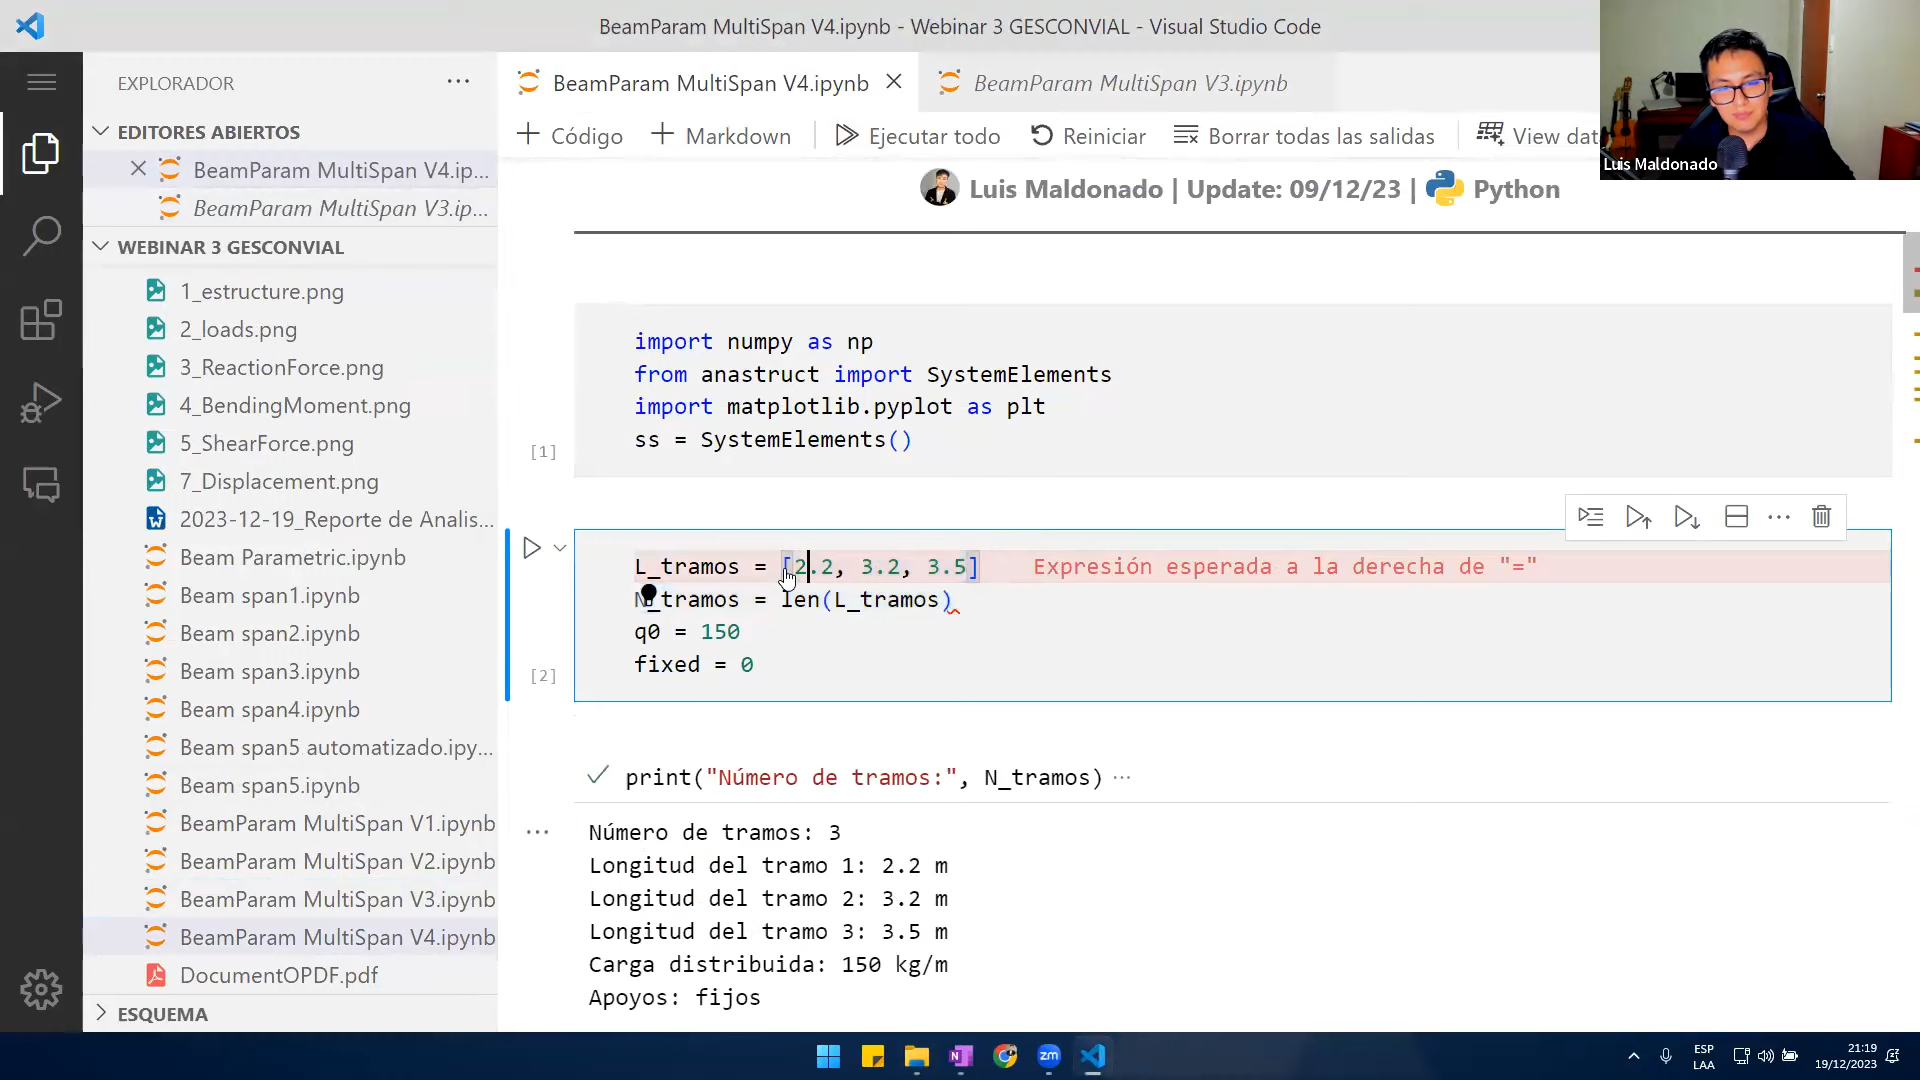 BeamParam MultiSpan V4.ipynb - Webinar 3 GESCONVIAL - Visual Studio Code
EXPLORADOR
EDITORES ABIERTOS
BeamParam MultiSpan V4.ip...
BeamParam MultiSpan V3.ip...
WEBINAR 3 GESCONVIAL
1_estructure.png
2_loads.png
3_ReactionForce.png
4_BendingMoment.png
5_ShearForce.png
7_Displacement.png
2023-12-19_Reporte de Analis...
Beam Parametric.ipynb
Beam span1.ipynb
Beam span2.ipynb
Beam span3.ipynb
Beam span4.ipynb
Beam span5 automatizado.ipy...
Beam span5.ipynb
BeamParam MultiSpan V1.ipynb
BeamParam MultiSpan V2.ipynb
BeamParam MultiSpan V3.ipynb
BeamParam MultiSpan V4.ipynb
DocumentOPDF.pdf
ESQUEMA
BeamParam MultiSpan V4.ipynb
BeamParam MultiSpan V3.ipynb
Código Markdown Ejecutar todo Reiniciar Borrar todas las salidas View dat
Luis Maldonado
Luis Maldonado | Update: 09/12/23 | Python
import numpy as np
from anastruct import SystemElements
import matplotlib.pyplot as plt
ss = SystemElements()
[1]
L_tramos = [2.2, 3.2, 3.5] Expresión esperada a la derecha de "="
N_tramos = len(L_tramos)
q0 = 150
fixed = 0
[2]
print("Número de tramos:", N_tramos) ...
Número de tramos: 3
Longitud del tramo 1: 2.2 m
Longitud del tramo 2: 3.2 m
Longitud del tramo 3: 3.5 m
Carga distribuida: 150 kg/m
Apoyos: fijos
zm
ESP
LAA
21:19
19/12/2023